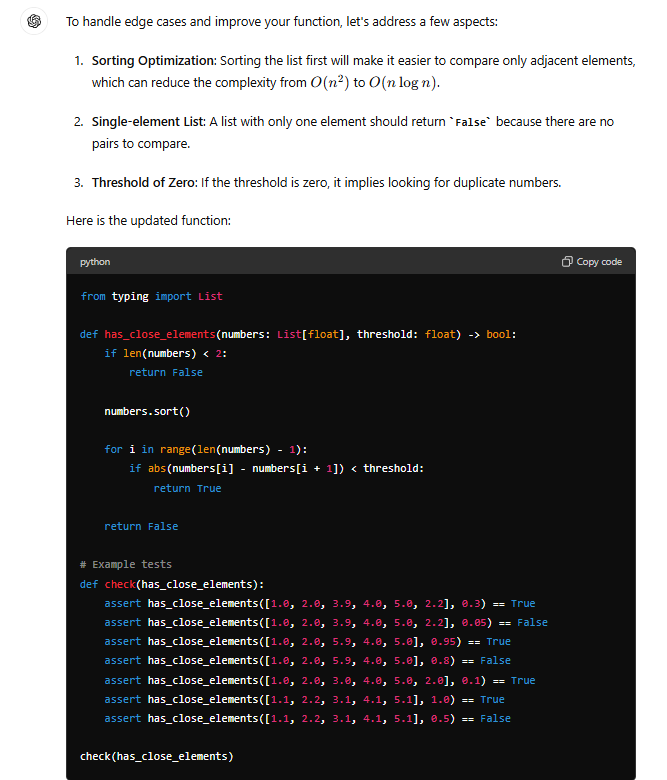 To handle edge cases and improve your function, let's address a few aspects:
1. Sorting Optimization: Sorting the list first will make it easier to compare only adjacent elements,
which can reduce the complexity from O(n²) to O(n log n).
2. Single-element List: A list with only one element should return `False` because there are no
pairs to compare.
3. Threshold of Zero: If the threshold is zero, it implies looking for duplicate numbers.
Here is the updated function:
python Copy code
from typing import List
def has_close_elements(numbers: List[float], threshold: float) -> bool:
    if len(numbers) < 2:
        return False
    numbers.sort()
    for i in range(len(numbers) - 1):
        if abs(numbers[i] - numbers[i + 1]) < threshold:
            return True
    return False
# Example tests
def check(has_close_elements):
    assert has_close_elements([1.0, 2.0, 3.9, 4.0, 5.0, 2.2], 0.3) == True
    assert has_close_elements([1.0, 2.0, 3.9, 4.0, 5.0, 2.2], 0.05) == False
    assert has_close_elements([1.0, 2.0, 5.9, 4.0, 5.0], 0.95) == True
    assert has_close_elements([1.0, 2.0, 5.9, 4.0, 5.0], 0.8) == False
    assert has_close_elements([1.0, 2.0, 3.0, 4.0, 5.0, 2.0], 0.1) == True
    assert has_close_elements([1.1, 2.2, 3.1, 4.1, 5.1], 1.0) == True
    assert has_close_elements([1.1, 2.2, 3.1, 4.1, 5.1], 0.5) == False
check(has_close_elements)